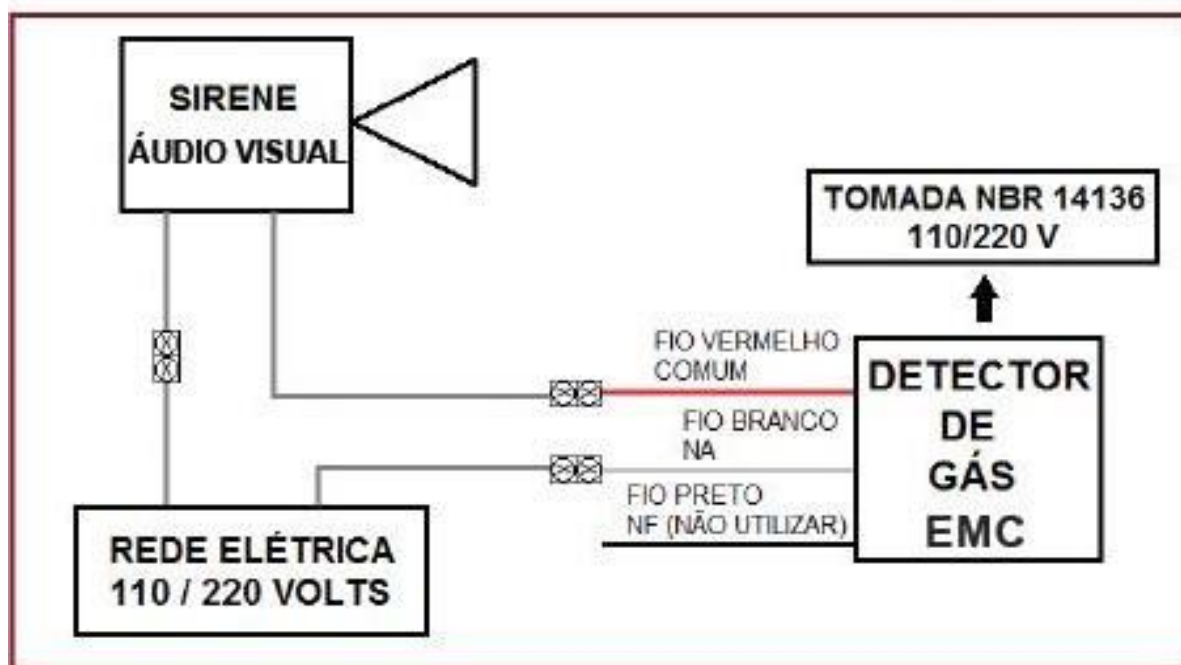 SIRENE
ÁUDIO VISUAL
TOMADA NBR 14136
110/220 V
FIO VERMELHO
COMUM
FIO BRANCO
NA
FIO PRETO
NF (NÃO UTILIZAR)
DETECTOR
DE
GÁS
EMC
REDE ELÉTRICA
110 / 220 VOLTS